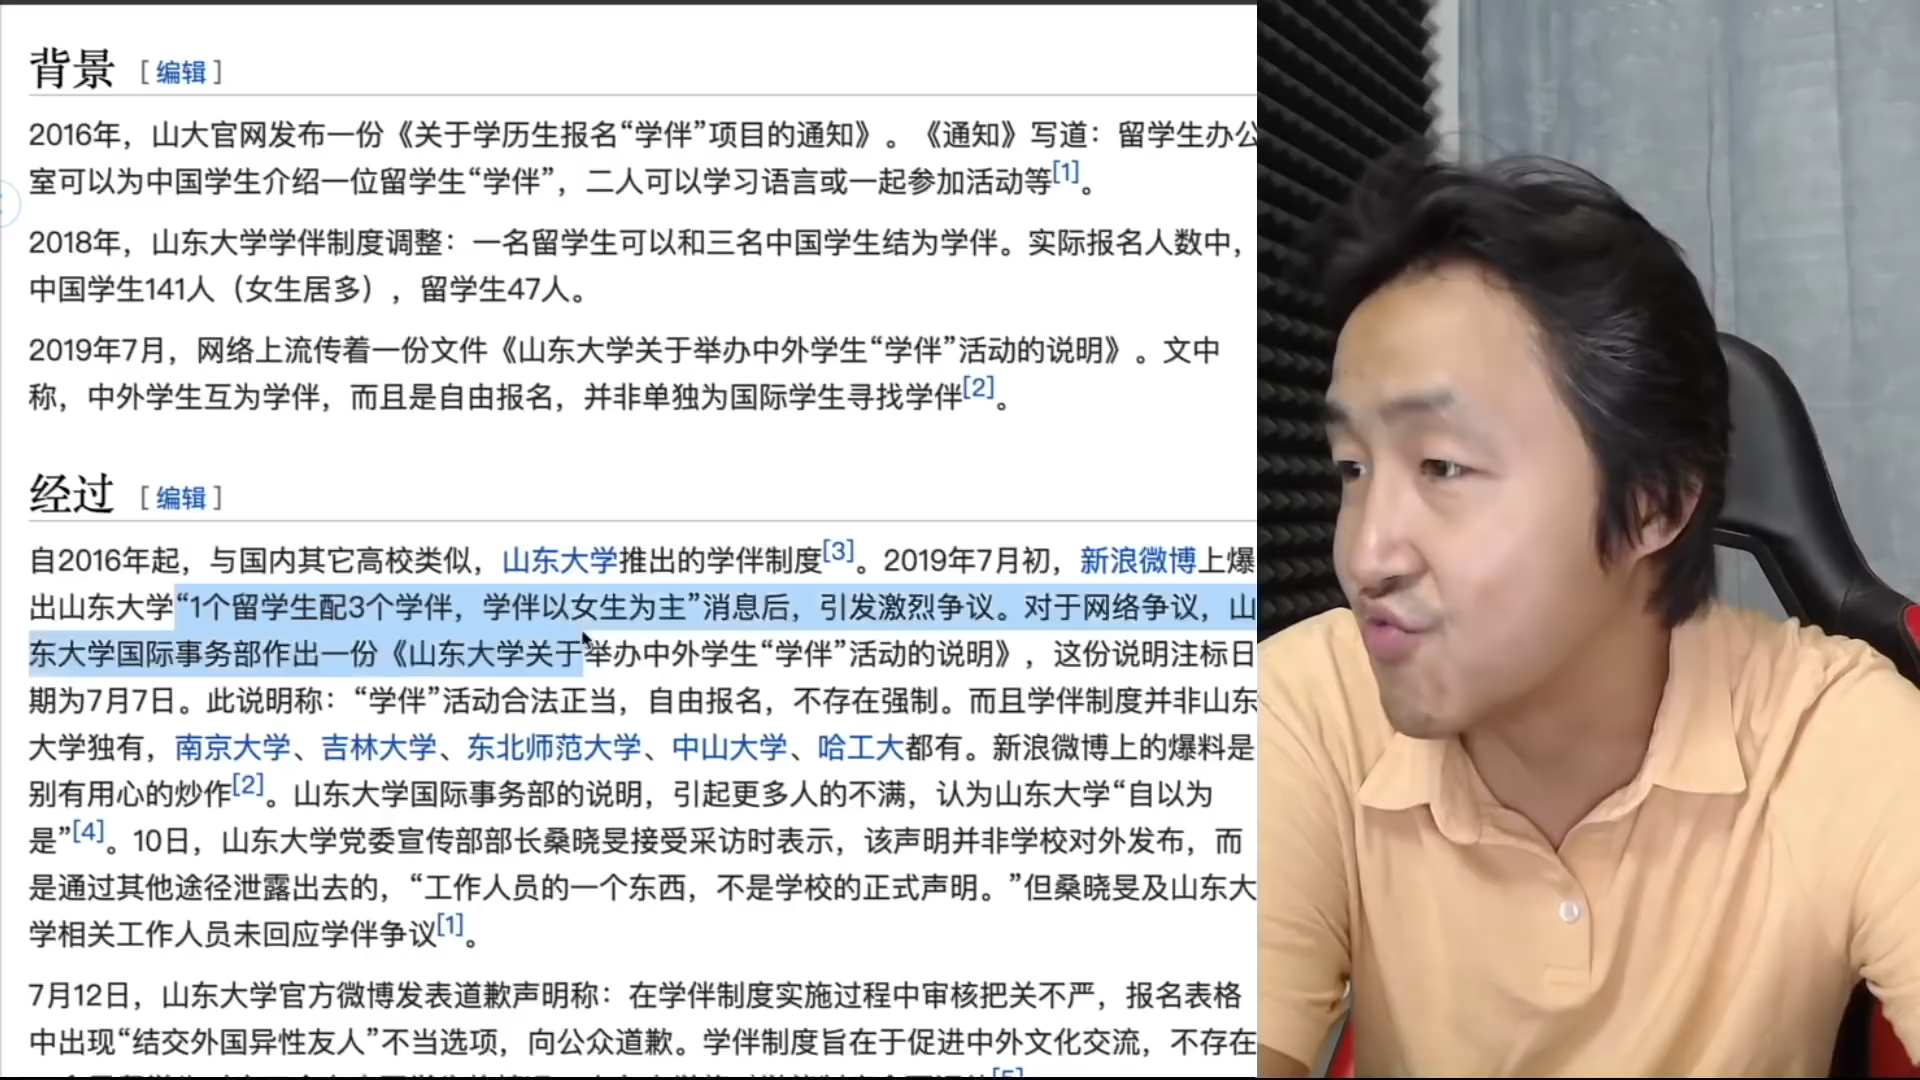 背景 [ 编辑 ]
2016年，山大官网发布一份《关于学历生报名“学伴”项目的通知》。《通知》写道：留学生办公
室可以为中国学生介绍一位留学生“学伴”，二人可以学习语言或一起参加活动等[1]。
2018年，山东大学学伴制度调整：一名留学生可以和三名中国学生结为学伴。实际报名人数中，
中国学生141人（女生居多），留学生47人。
2019年7月，网络上流传着一份文件《山东大学关于举办中外学生“学伴”活动的说明》。文中
称，中外学生互为学伴，而且是自由报名，并非单独为国际学生寻找学伴[2]。
经过 [ 编辑 ]
自2016年起，与国内其它高校类似，山东大学推出的学伴制度[3]。2019年7月初，新浪微博上爆
出山东大学“1个留学生配3个学伴，学伴以女生为主”消息后，引发激烈争议。对于网络争议，山
东大学国际事务部作出一份《山东大学关于举办中外学生“学伴”活动的说明》，这份说明注标日
期为7月7日。此说明称：“学伴”活动合法正当，自由报名，不存在强制。而且学伴制度并非山东
大学独有，南京大学、吉林大学、东北师范大学、中山大学、哈工大都有。新浪微博上的爆料是
别有用心的炒作[2]。山东大学国际事务部的说明，引起更多人的不满，认为山东大学“自以为
是”[4]。10日，山东大学党委宣传部部长桑晓旻接受采访时表示，该声明并非学校对外发布，而
是通过其他途径泄露出去的，“工作人员的一个东西，不是学校的正式声明。”但桑晓旻及山东大
学相关工作人员未回应学伴争议[1]。
7月12日，山东大学官方微博发表道歉声明称：在学伴制度实施过程中审核把关不严，报名表格
中出现“结交外国异性友人”不当选项，向公众道歉。学伴制度旨在于促进中外文化交流，不存在